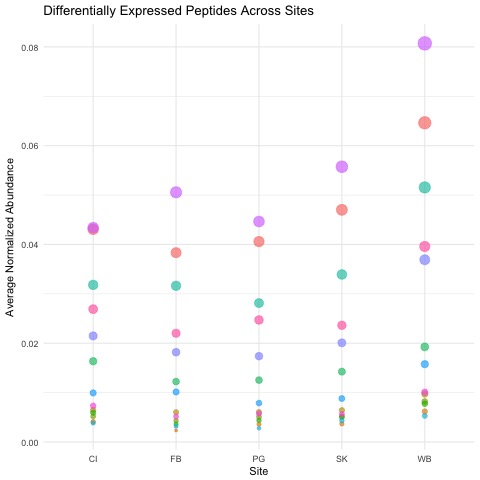 Differentially Expressed Peptides Across Sites
Average Normalized Abundance
0.08
0.06
0.04
0.02
0.00
CI FB PG SK WB
Site